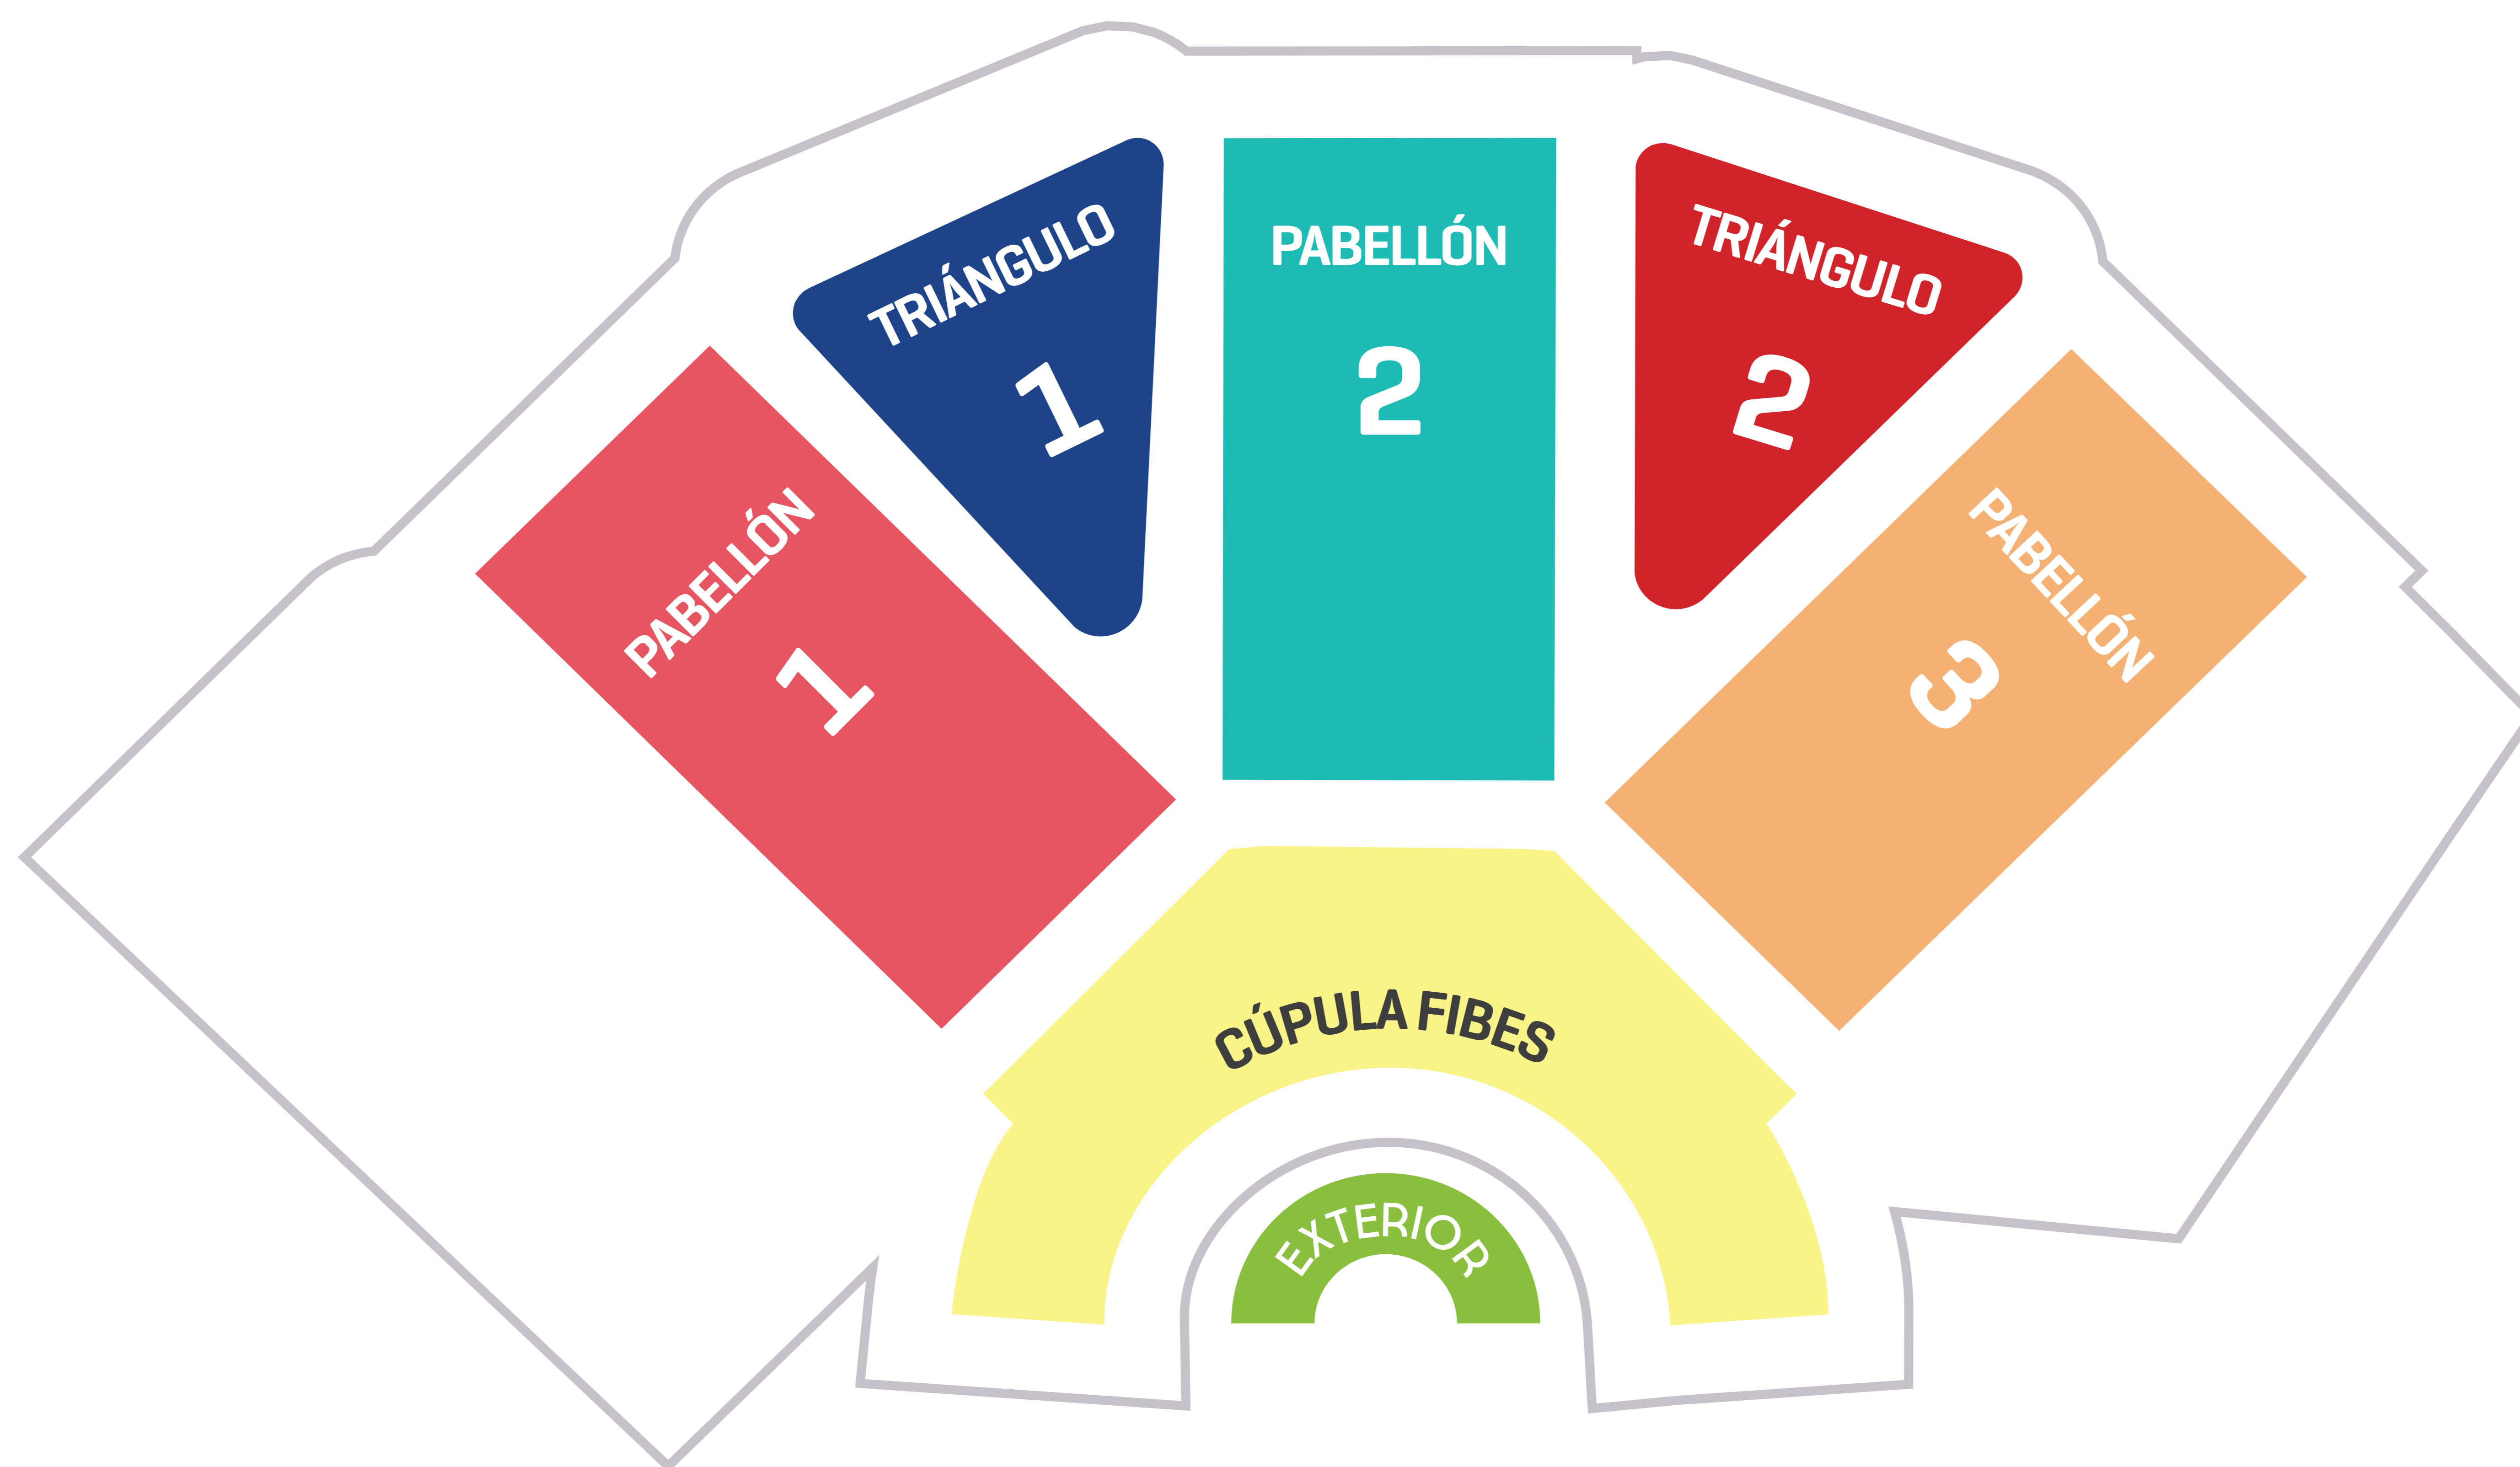 PABELLÓN
1
TRIÁNGULO
1
PABELLÓN
2
TRIÁNGULO
2
PABELLÓN
3
CÚPULA FIBES
EXTERIOR